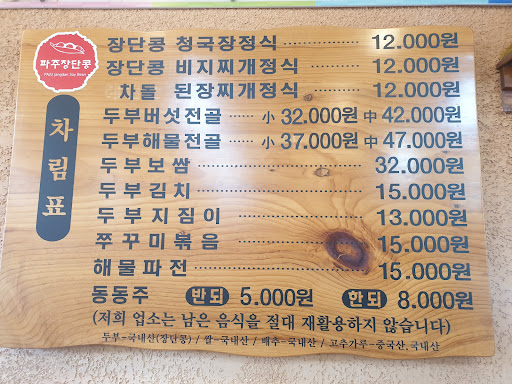 파주장단콩
차림표
장단콩 청국장정식 ............ 12.000원
장단콩 비지찌개정식 ........ 12.000원
차돌 된장찌개정식 ........ 12.000원
두부버섯전골 ...... 小 32.000원 中 42.000원
두부해물전골 ...... 小 37.000원 中 47.000원
두부보쌈 ........................ 32.000원
두부김치 ........................ 15.000원
두부지짐이 .................... 13.000원
쭈꾸미볶음 .................... 15.000원
해물파전 ........................ 15.000원
동동주 반되 5.000원 한되 8.000원
(저희 업소는 남은 음식을 절대 재활용하지 않습니다)
두부-국내산(장단콩) / 쌀-국내산 / 배추-국내산 / 고추가루-중국산.국내산